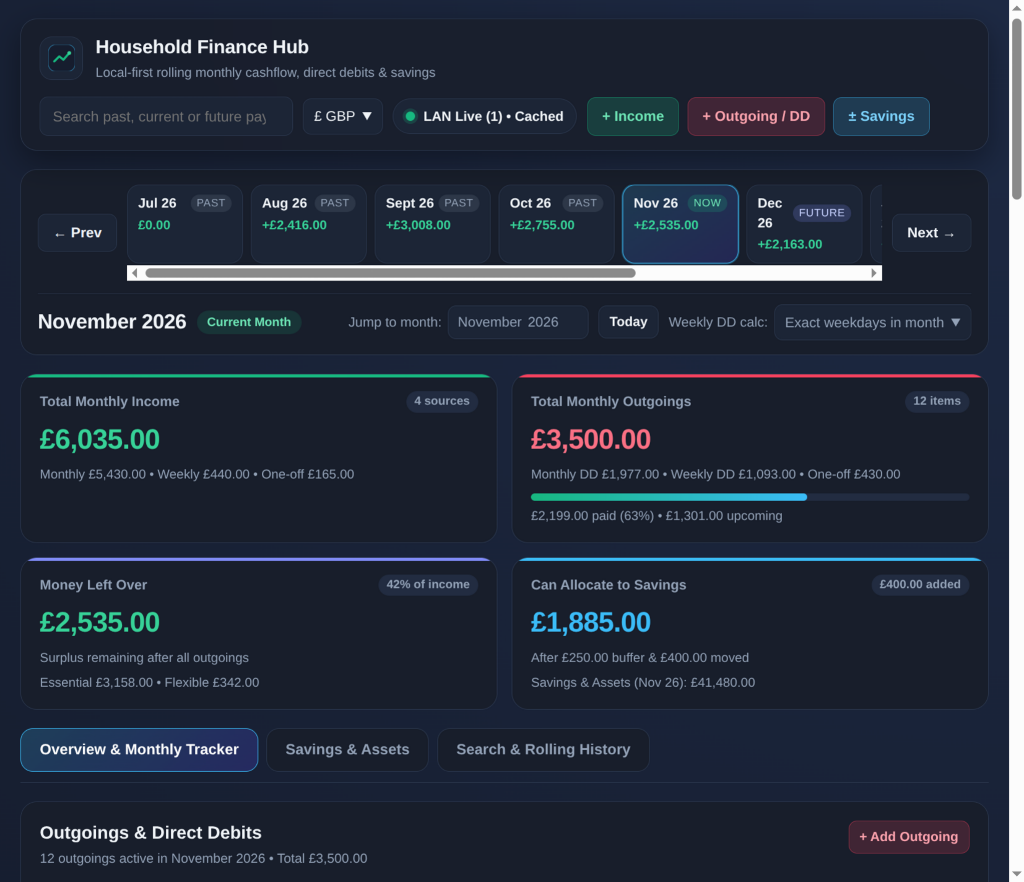 Household Finance Hub
Local-first rolling monthly cashflow, direct debits & savings
Search past, current or future pay
£ GBP ▼
LAN Live (1) • Cached
+ Income
+ Outgoing / DD
± Savings
← Prev
Jul 26 PAST
£0.00
Aug 26 PAST
+£2,416.00
Sept 26 PAST
+£3,008.00
Oct 26 PAST
+£2,755.00
Nov 26 NOW
+£2,535.00
Dec 26 FUTURE
+£2,163.00
Next →
November 2026 Current Month
Jump to month: November 2026
Today
Weekly DD calc: Exact weekdays in month ▼
Total Monthly Income 4 sources
£6,035.00
Monthly £5,430.00 • Weekly £440.00 • One-off £165.00
Total Monthly Outgoings 12 items
£3,500.00
Monthly DD £1,977.00 • Weekly DD £1,093.00 • One-off £430.00
£2,199.00 paid (63%) • £1,301.00 upcoming
Money Left Over 42% of income
£2,535.00
Surplus remaining after all outgoings
Essential £3,158.00 • Flexible £342.00
Can Allocate to Savings £400.00 added
£1,885.00
After £250.00 buffer & £400.00 moved
Savings & Assets (Nov 26): £41,480.00
Overview & Monthly Tracker
Savings & Assets
Search & Rolling History
Outgoings & Direct Debits
12 outgoings active in November 2026 • Total £3,500.00
+ Add Outgoing